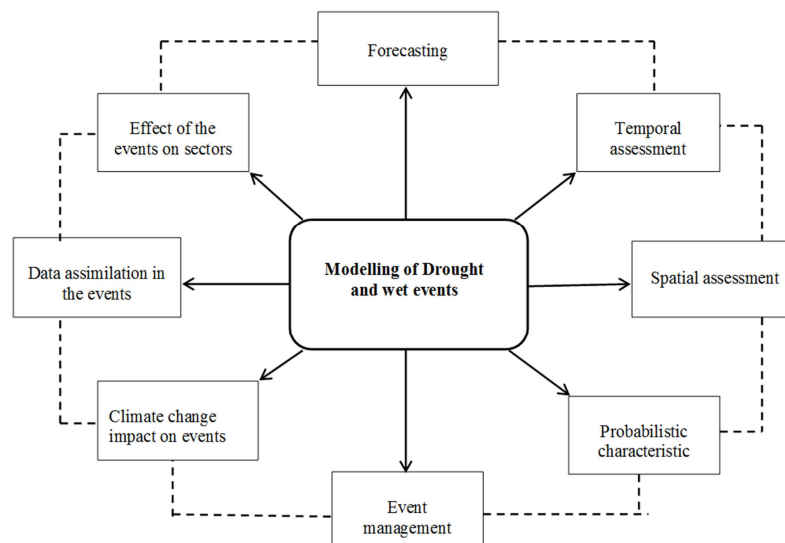 Forecasting
Effect of the
events on sectors
Temporal
assessment
Data assimilation in
the events
Modelling of Drought
and wet events
Spatial assessment
Climate change
impact on events
Probabilistic
characteristic
Event
management